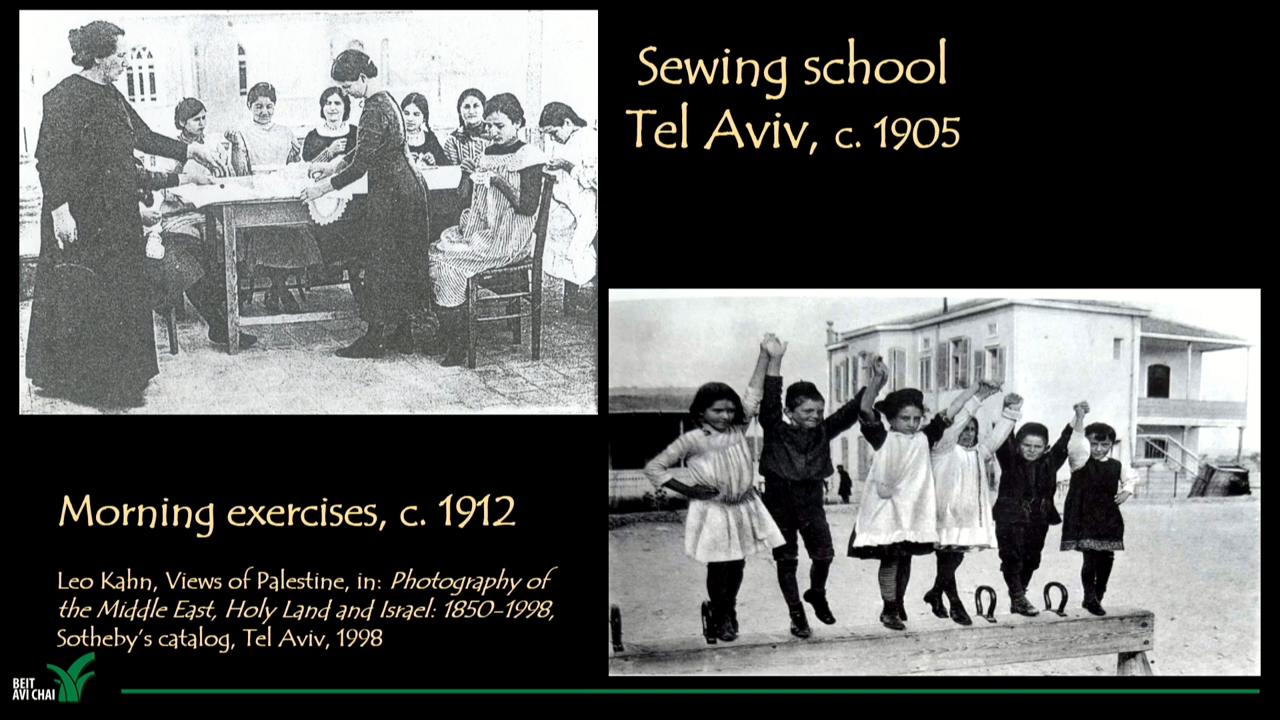 Sewing school
Tel Aviv, c. 1905
Morning exercises, c. 1912
Leo Kahn, Views of Palestine, in: Photography of
the Middle East, Holy Land and Israel: 1850-1998,
Sotheby's catalog, Tel Aviv, 1998
BEIT
AVI CHAI